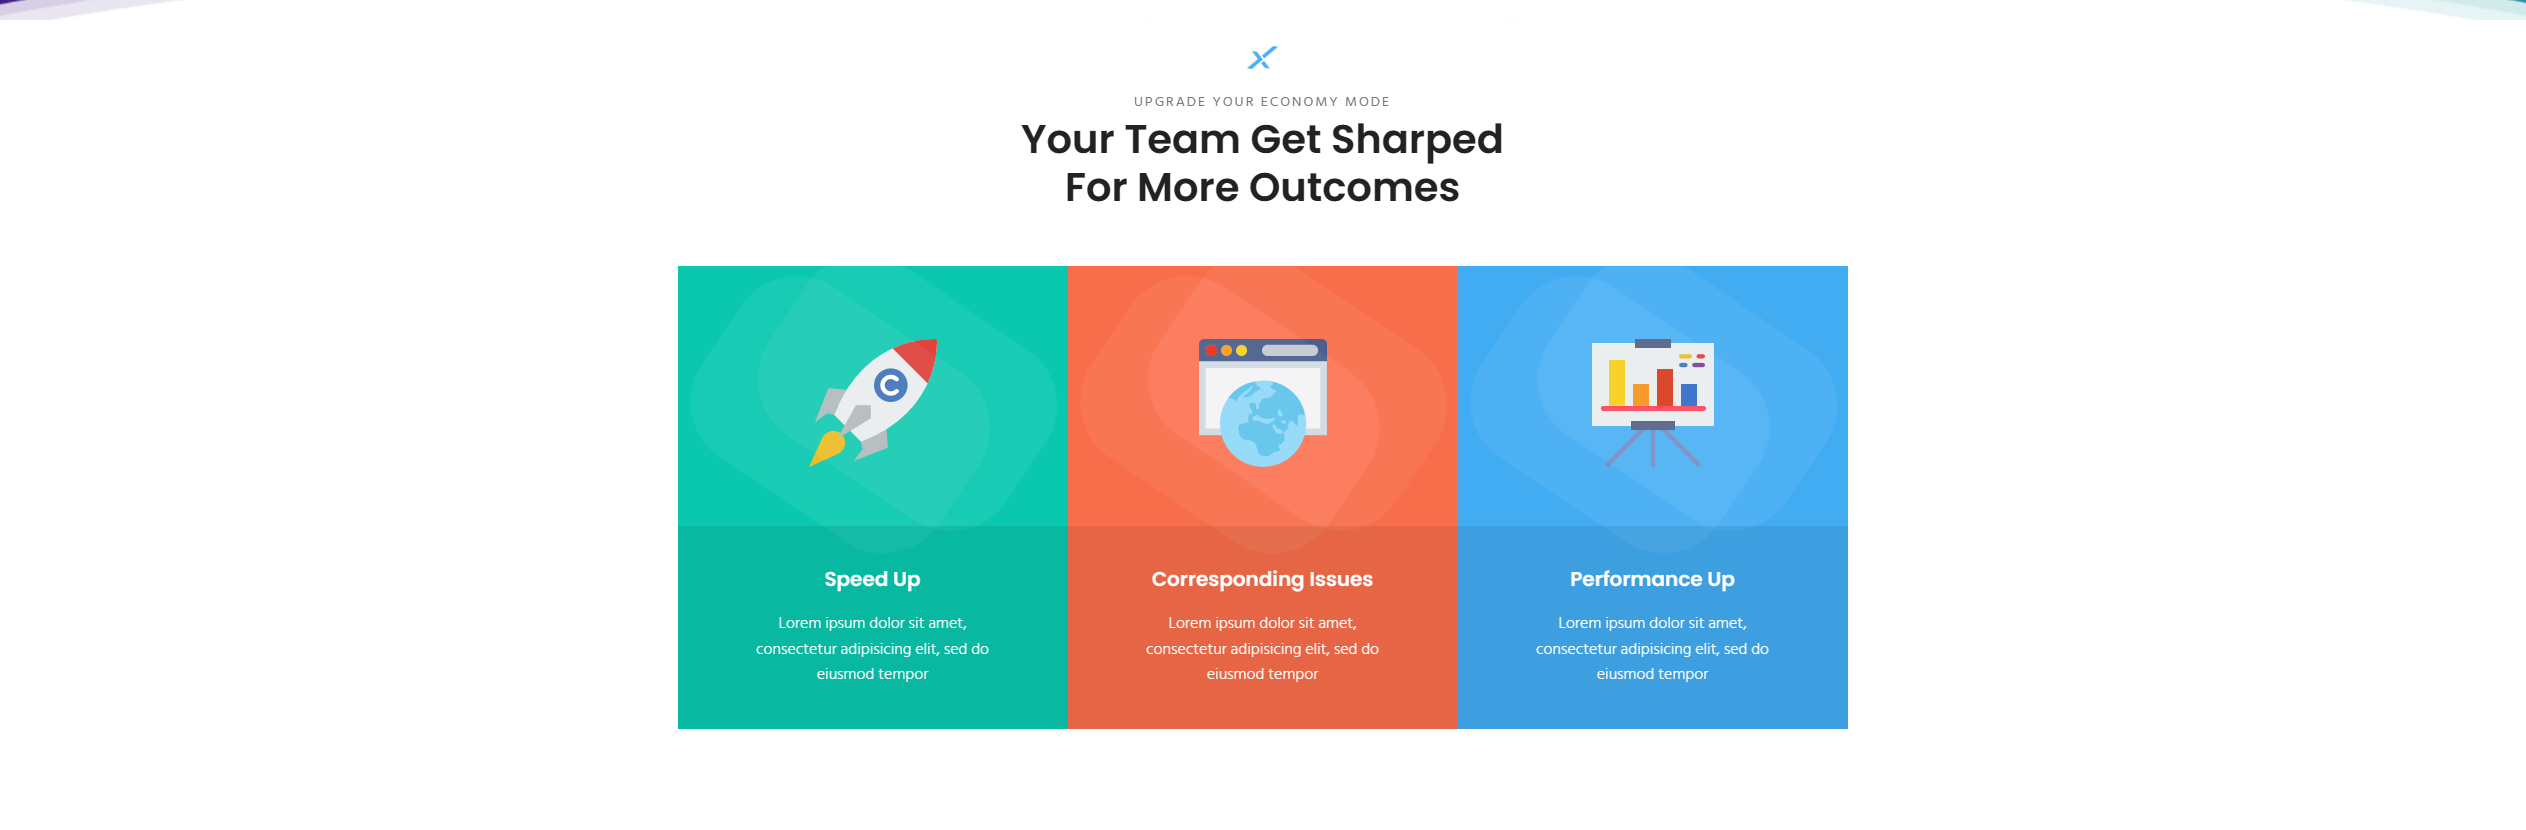 UPGRADE YOUR ECONOMY MODE
Your Team Get Sharped
For More Outcomes
Speed Up
Lorem ipsum dolor sit amet,
consectetur adipisicing elit, sed do
eiusmod tempor
Corresponding Issues
Lorem ipsum dolor sit amet,
consectetur adipisicing elit, sed do
eiusmod tempor
Performance Up
Lorem ipsum dolor sit amet,
consectetur adipisicing elit, sed do
eiusmod tempor